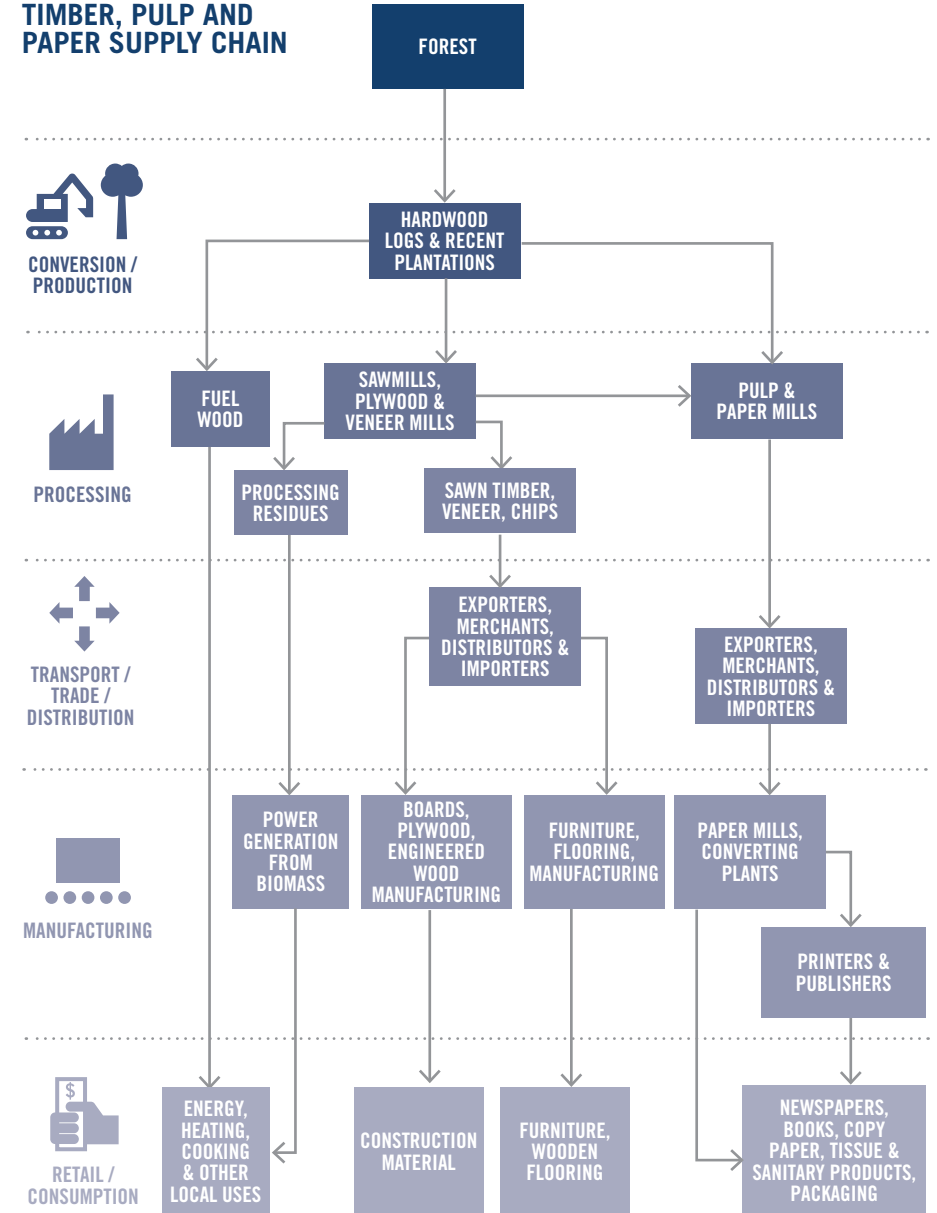 TIMBER, PULP AND
PAPER SUPPLY CHAIN
FOREST
CONVERSION /
PRODUCTION
HARDWOOD
LOGS & RECENT
PLANTATIONS
PROCESSING
FUEL
WOOD
SAWMILLS,
PLYWOOD &
VENEER MILLS
PULP &
PAPER MILLS
PROCESSING
RESIDUES
SAWN TIMBER,
VENEER, CHIPS
TRANSPORT /
TRADE /
DISTRIBUTION
EXPORTERS,
MERCHANTS,
DISTRIBUTORS &
IMPORTERS
EXPORTERS,
MERCHANTS,
DISTRIBUTORS &
IMPORTERS
MANUFACTURING
POWER
GENERATION
FROM
BIOMASS
BOARDS,
PLYWOOD,
ENGINEERED
WOOD
MANUFACTURING
FURNITURE,
FLOORING,
MANUFACTURING
PAPER MILLS,
CONVERTING
PLANTS
PRINTERS &
PUBLISHERS
$
RETAIL /
CONSUMPTION
ENERGY,
HEATING,
COOKING
& OTHER
LOCAL USES
CONSTRUCTION
MATERIAL
FURNITURE,
WOODEN
FLOORING
NEWSPAPERS,
BOOKS, COPY
PAPER, TISSUE &
SANITARY PRODUCTS,
PACKAGING